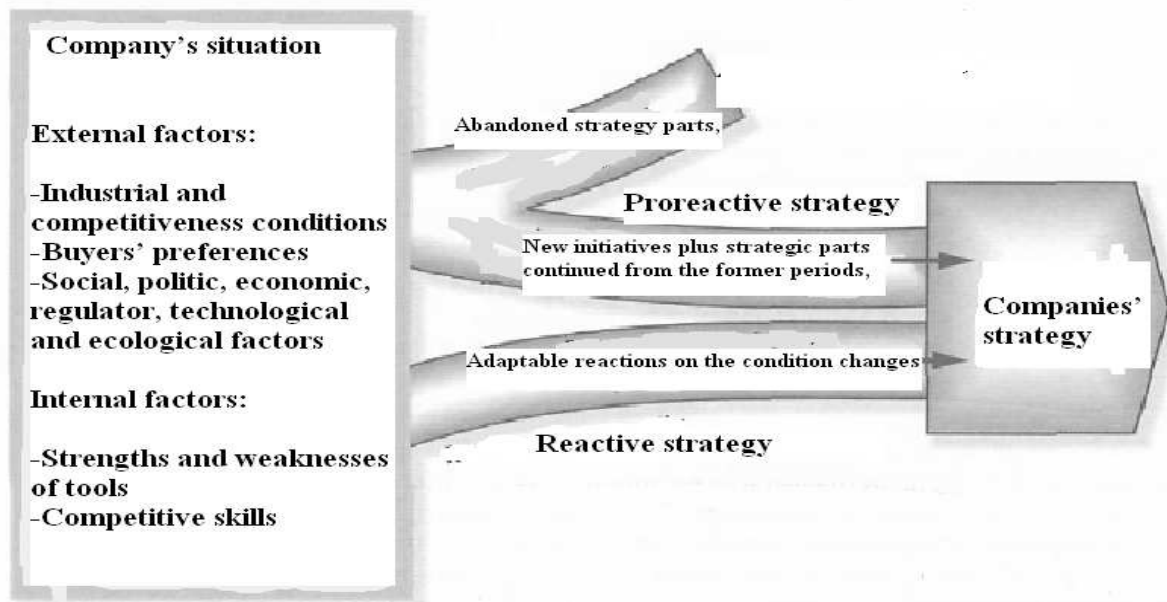 Company’s situation
External factors:
-Industrial and
competitiveness conditions
-Buyers’ preferences
-Social, politic, economic,
regulator, technological
and ecological factors
Internal factors:
-Strengths and weaknesses
of tools
-Competitive skills
Abandoned strategy parts,
Proreactive strategy
New initiatives plus strategic parts
continued from the former periods,
Adaptable reactions on the condition changes
Reactive strategy
Companies’
strategy